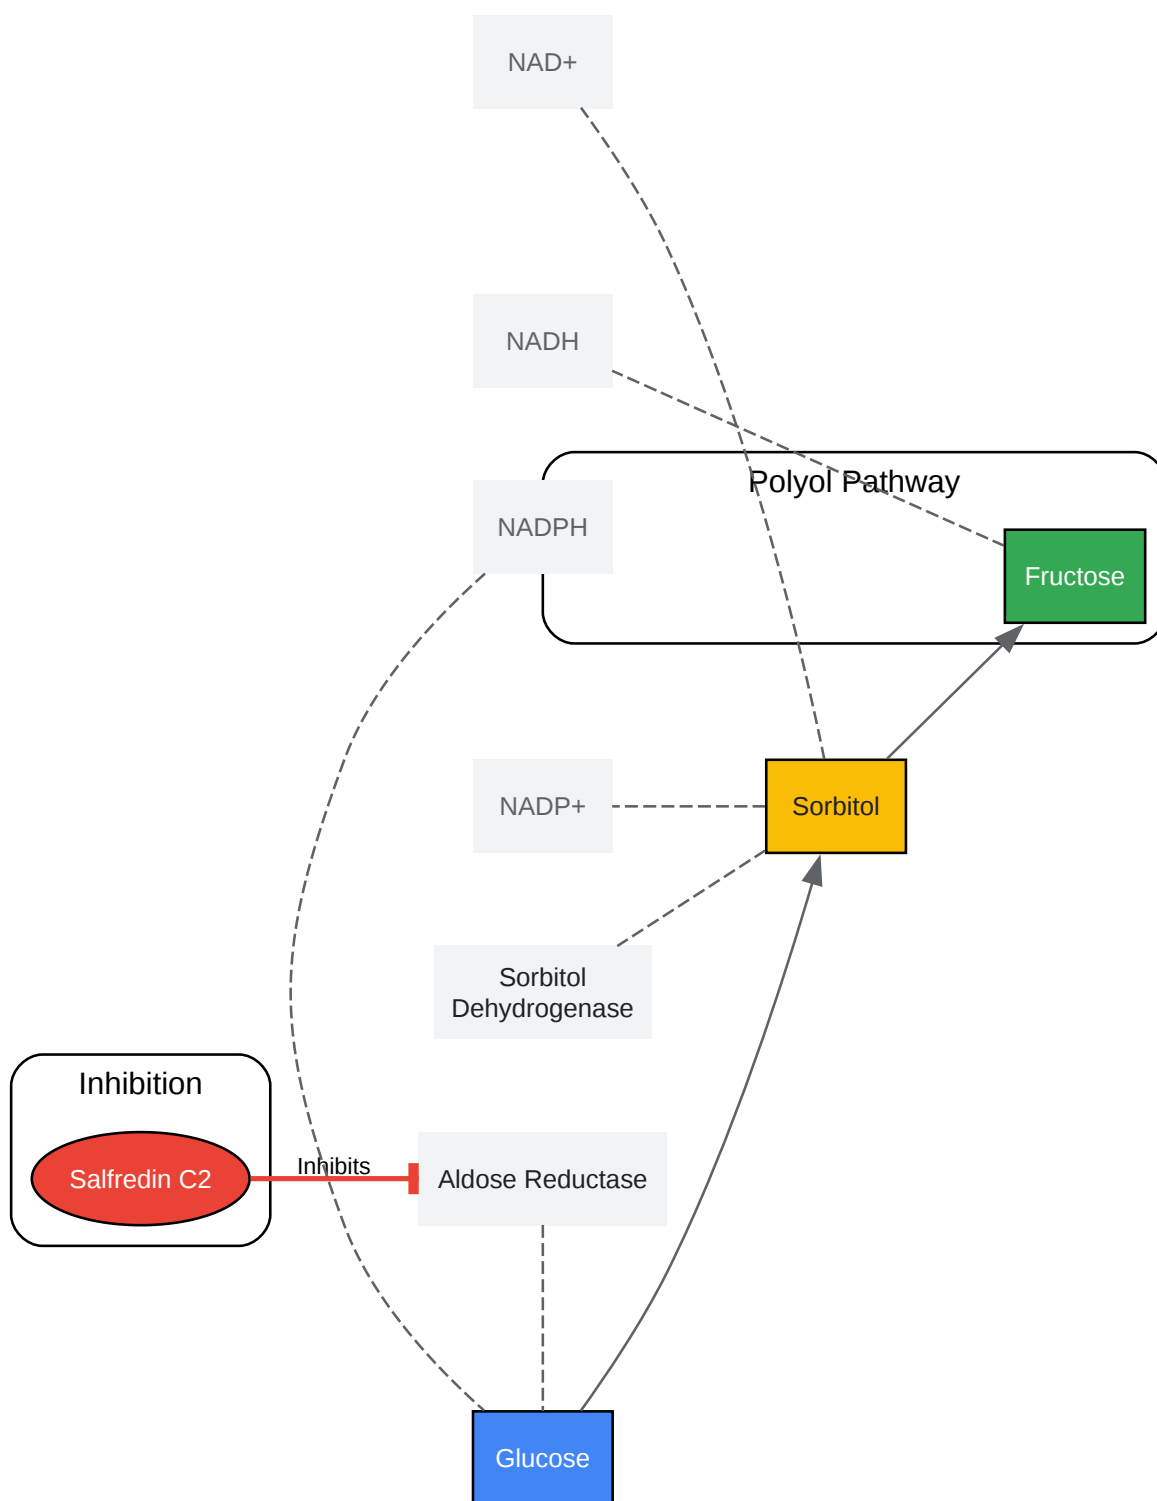 NAD+
NADH
Polyol Pathway
NADPH
Fructose
NADP+
Sorbitol
Sorbitol
Dehydrogenase
Inhibition
Salfredin C2
Inhibits
Aldose Reductase
Glucose